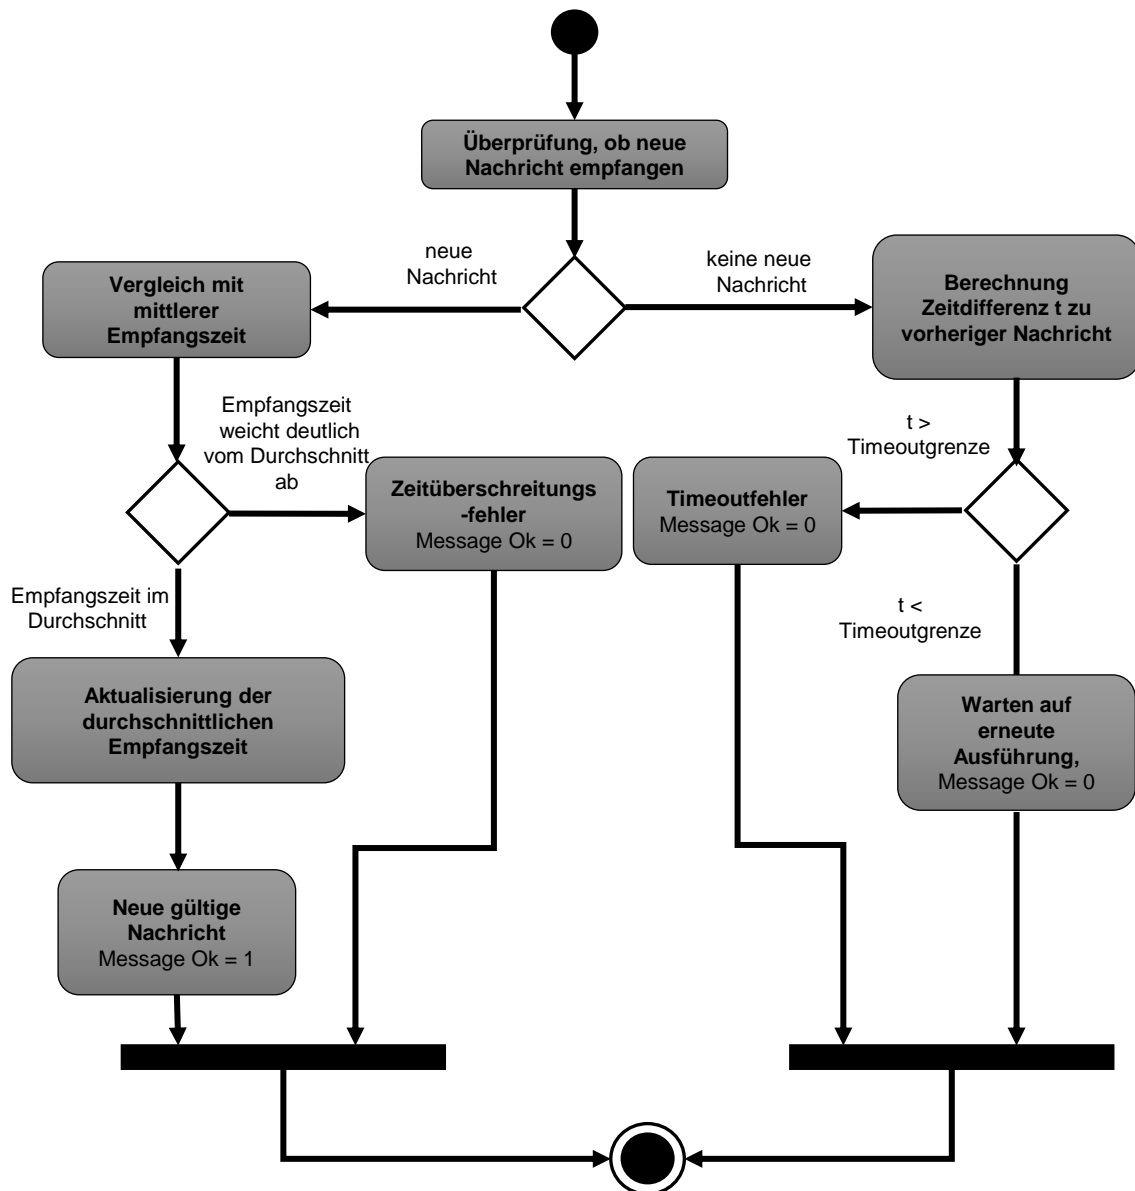 Überprüfung, ob neue
Nachricht empfangen
neue
Nachricht
keine neue
Nachricht
Vergleich mit
mittlerer
Empfangszeit
Berechnung
Zeitdifferenz t zu
vorheriger Nachricht
Empfangszeit
weicht deutlich
vom Durchschnitt
ab
t >
Timeoutgrenze
Zeitüberschreitungs
-fehler
Message Ok = 0
Timeoutfehler
Message Ok = 0
Empfangszeit im
Durchschnitt
t <
Timeoutgrenze
Aktualisierung der
durchschnittlichen
Empfangszeit
Warten auf
erneute
Ausführung,
Message Ok = 0
Neue gültige
Nachricht
Message Ok = 1